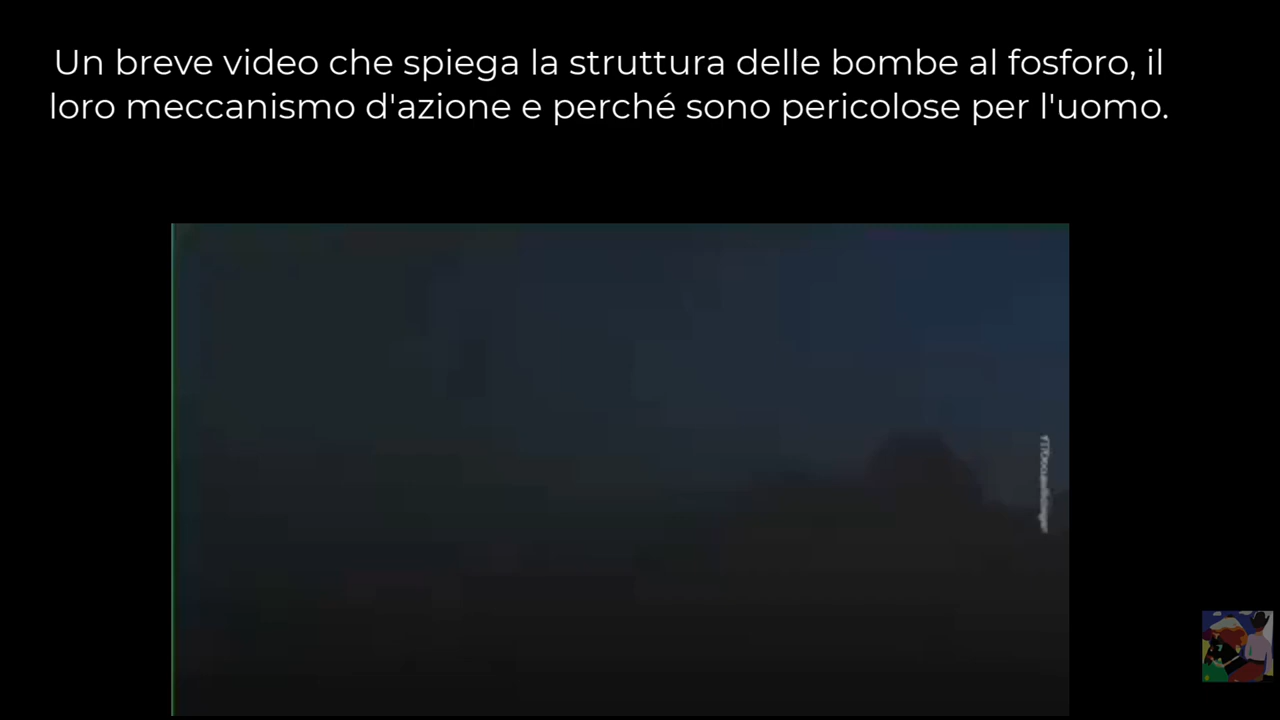 Un breve video che spiega la struttura delle bombe al fosforo, il
loro meccanismo d'azione e perché sono pericolose per l'uomo.